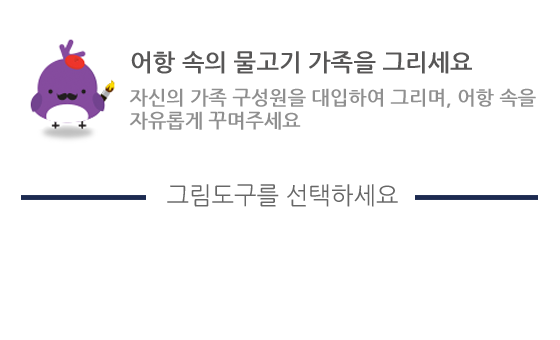 어항 속의 물고기 가족을 그리세요
자신의 가족 구성원을 대입하여 그리며, 어항 속을
자유롭게 꾸며주세요
그림도구를 선택하세요